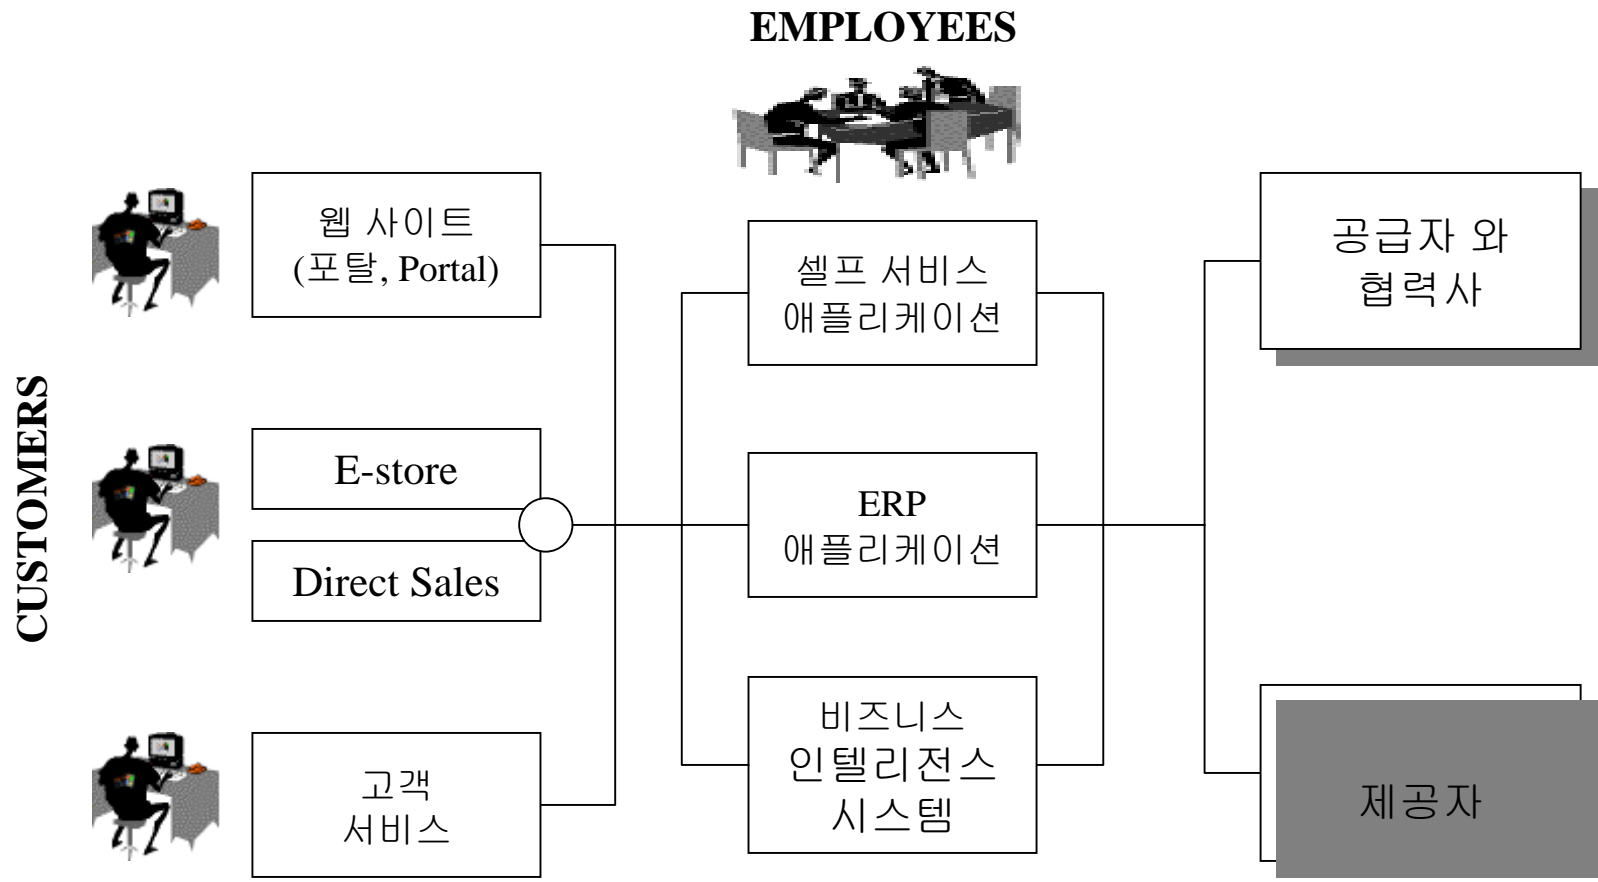 EMPLOYEES
CUSTOMERS
웹 사이트
(포탈, Portal)
E-store
Direct Sales
고객
서비스
셀프 서비스
애플리케이션
ERP
애플리케이션
비즈니스
인텔리전스
시스템
공급자 와
협력사
제공자